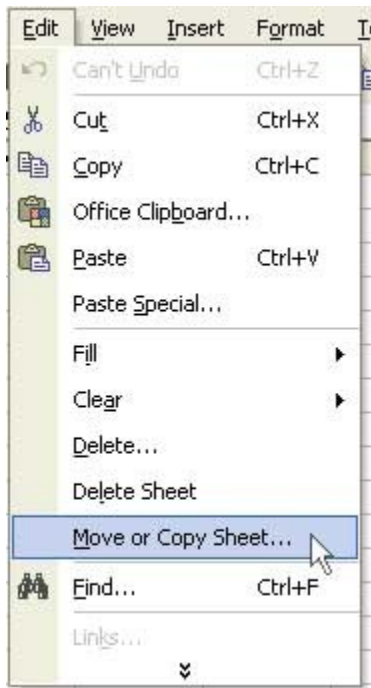 Edit View Insert Format
Can't Undo Ctrl+Z
Cut Ctrl+X
Copy Ctrl+C
Office Clipboard...
Paste Ctrl+V
Paste Special...
Fill
Clear
Delete...
Delete Sheet
Move or Copy Sheet...
Find... Ctrl+F
Links...